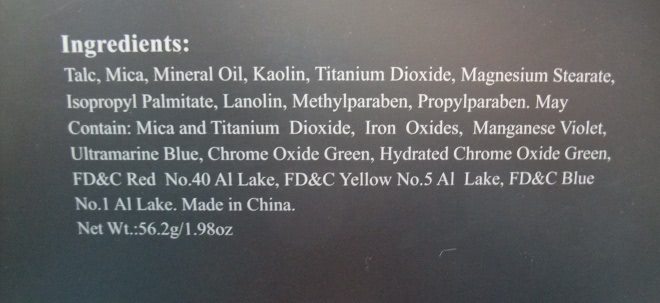 Ingredients:
Talc, Mica, Mineral Oil, Kaolin, Titanium Dioxide, Magnesium Stearate,
Isopropyl Palmitate, Lanolin, Methylparaben, Propylparaben. May
Contain: Mica and Titanium Dioxide, Iron Oxides, Manganese Violet,
Ultramarine Blue, Chrome Oxide Green, Hydrated Chrome Oxide Green,
FD&C Red No.40 Al Lake, FD&C Yellow No.5 Al Lake, FD&C Blue
No.1 Al Lake. Made in China.
Net Wt.:56.2g/1.98oz